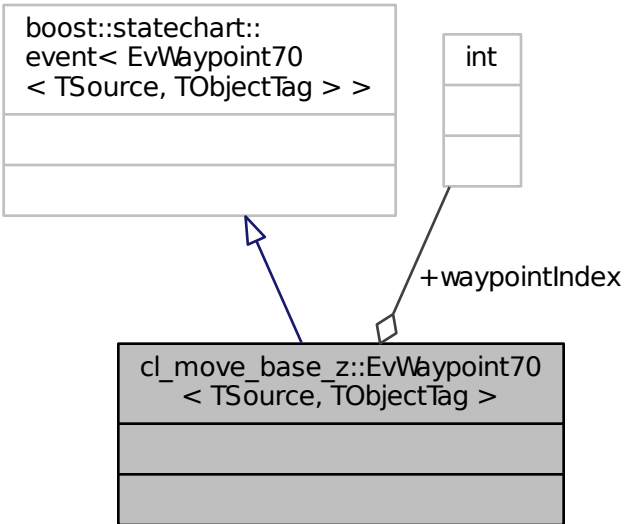 boost::statechart::
event< EvWaypoint70
< TSource, TObjectTag > >
int
+waypointIndex
cl_move_base_z::EvWaypoint70
< TSource, TObjectTag >